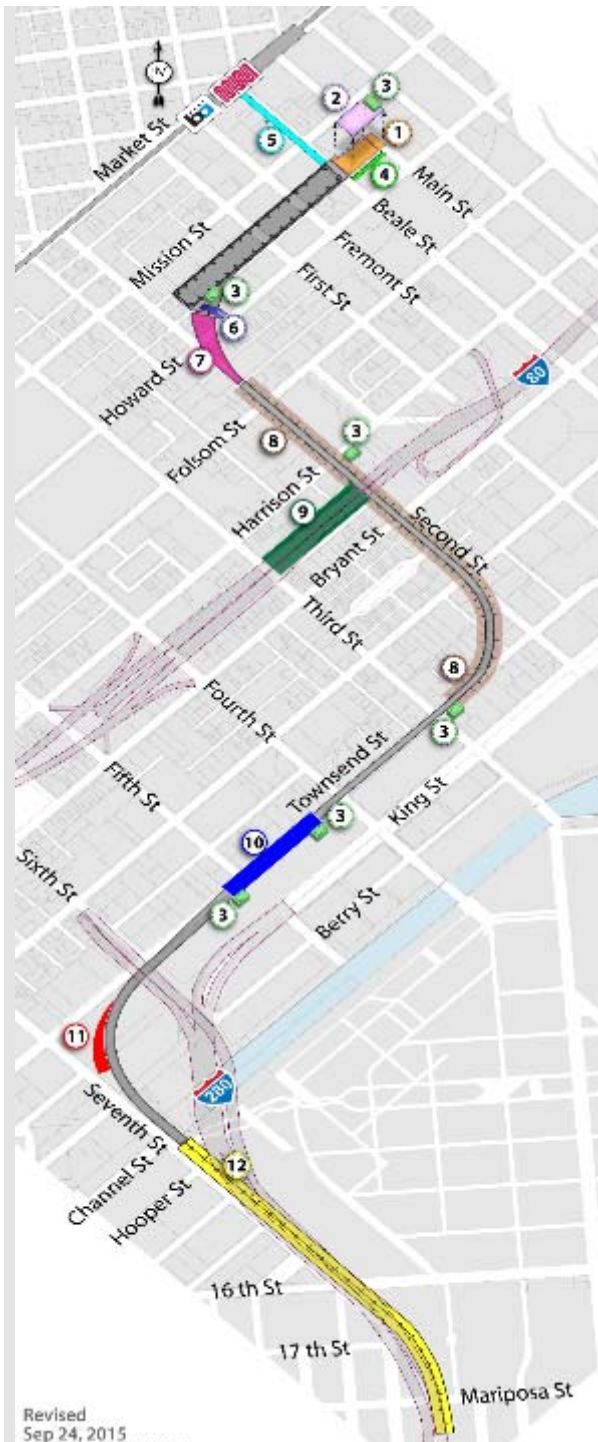 N
3
2
1
ba
Market St
5
4
Main St
Beale St
Mission St
Fremont St
3
First St
6
7
80
Howard St
3
8
Folsom St
Harrison St
9
Second St
Bryant St
Third St
8
Fourth St
3
Townsend St
Fifth St
King St
3
10
Sixth St
3
Berry St
11
280
Seventh St
Channel St
12
Hooper St
16 th St
17 th St
Mariposa St
Revised
Sep 24, 2015